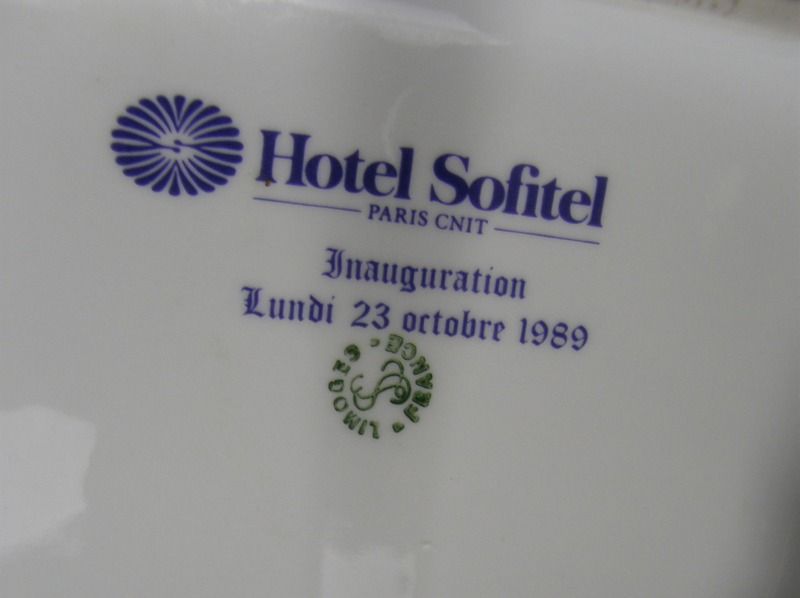 Hotel Sofitel
PARIS CNIT
Inauguration
Lundi 23 octobre 1989
LIMOGES · FRANCE ·